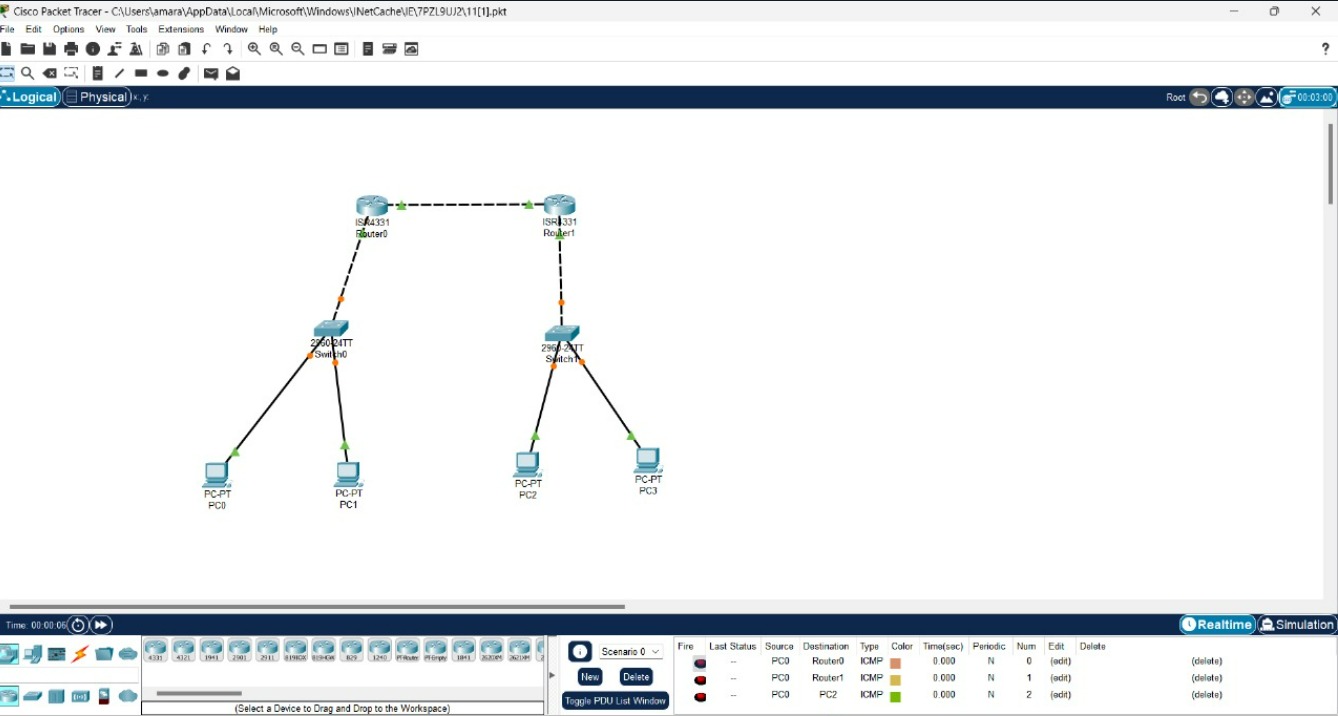 Cisco Packet Tracer - C:\Users\amara\AppData\Local\Microsoft\Windows\INetCache\IE\7PZL9UJ2\11[1].pkt
File Edit Options View Tools Extensions Window Help
?
Logical Physical x:, y: Root 00:03:00
ISR4331
Router0
ISR4331
Router1
2960-24TT
Switch0
2960-24TT
Switch1
PC-PT
PC0
PC-PT
PC1
PC-PT
PC2
PC-PT
PC3
Time: 00:00:06 Realtime Simulation
4331 4321 1941 2901 2911 819IOX 819HGW 829 1240 PT-Router PT-Empty 1841 2620XM 2621XM
(Select a Device to Drag and Drop to the Workspace)
Scenario 0
New Delete
Toggle PDU List Window
Fire Last Status Source Destination Type Color Time(sec) Periodic Num Edit Delete
-- PC0 Router0 ICMP 0.000 N 0 (edit) (delete)
-- PC0 Router1 ICMP 0.000 N 1 (edit) (delete)
-- PC0 PC2 ICMP 0.000 N 2 (edit) (delete)